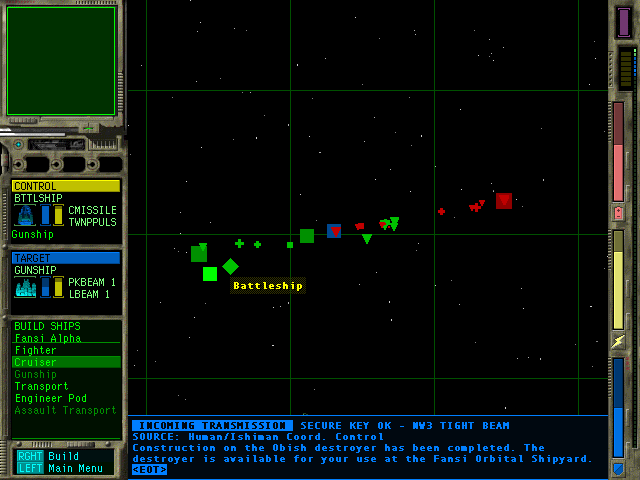 CONTROL
BTTLSHIP
CMISSILE
TWNPPULS
Gunship
TARGET
GUNSHIP
PKBEAM 1
LBEAM 1
BUILD SHIPS
Fansi Alpha
Fighter
Cruiser
Gunship
Transport
Engineer Pod
Assault Transport
RGHT Build
LEFT Main Menu
Battleship
INCOMING TRANSMISSION SECURE KEY OK - NW3 TIGHT BEAM
SOURCE: Human/Ishiman Coord. Control
Construction on the Obish destroyer has been completed. The
destroyer is available for your use at the Fansi Orbital Shipyard.
<EOT>